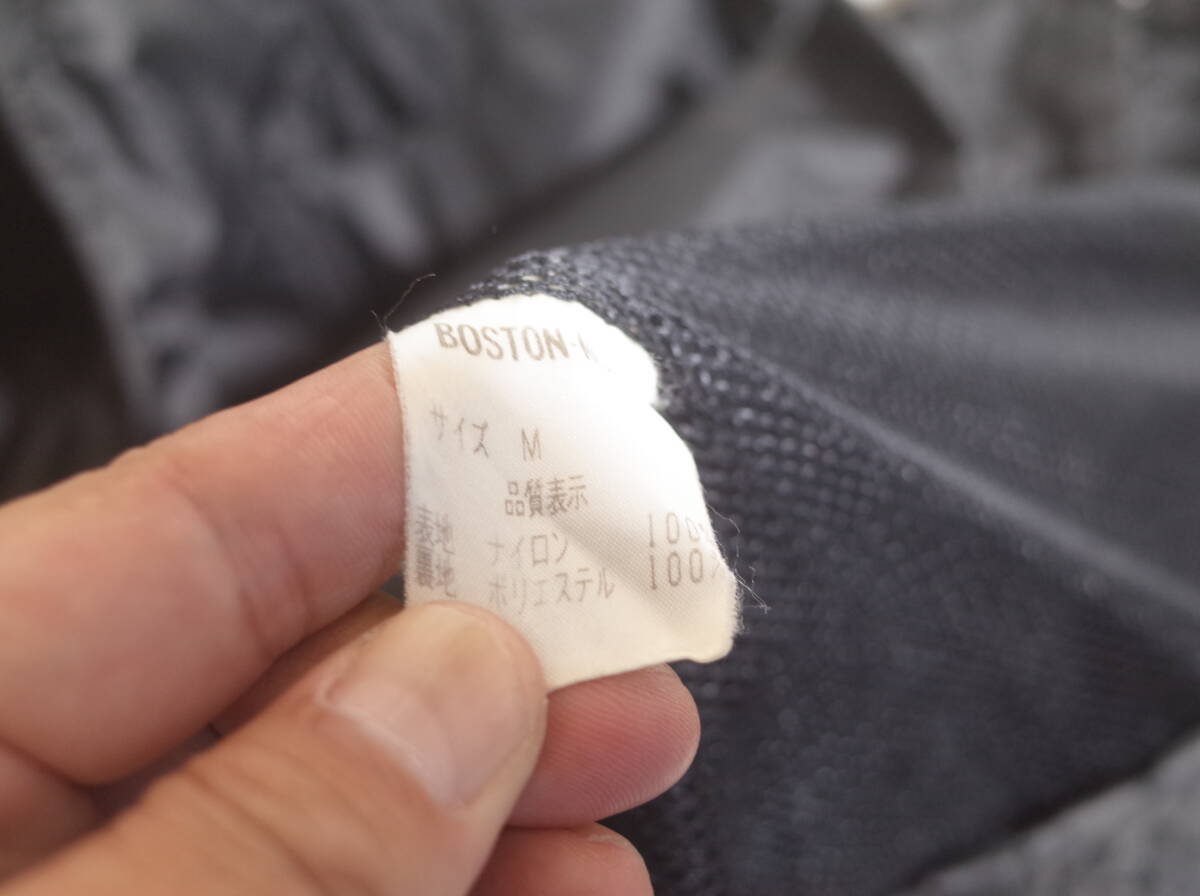 BOSTON-
サイズ M
品質表示
表地 ナイロン 100%
裏地 ポリエステル 100%